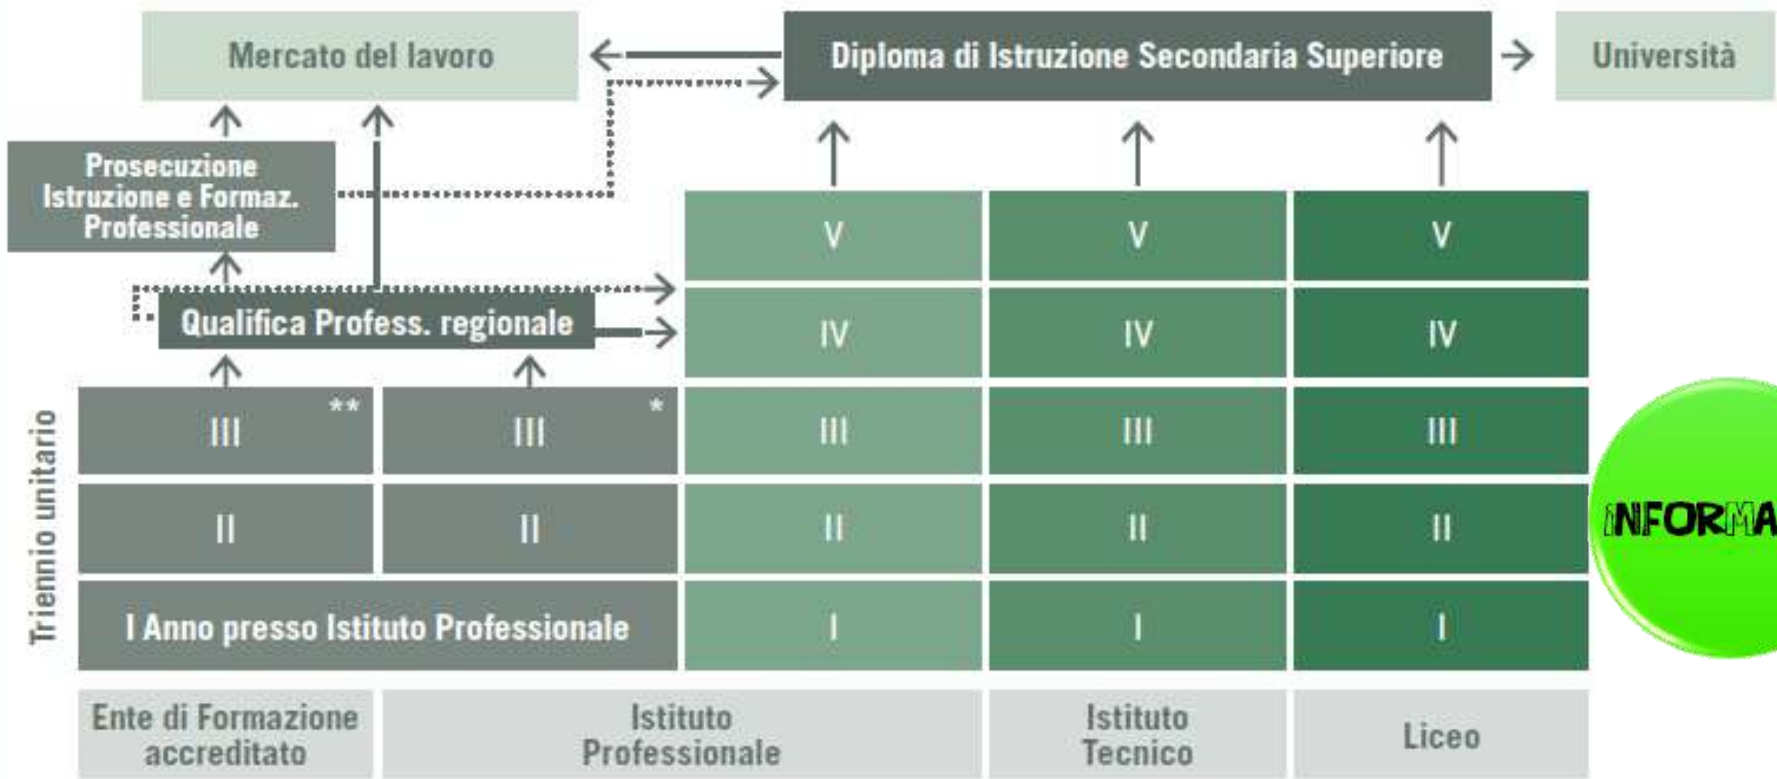 Mercato del lavoro
Diploma di Istruzione Secondaria Superiore
Università
Prosecuzione
Istruzione e Formaz.
Professionale
Qualifica Profess. regionale
V V V
IV IV IV
Triennio unitario
III ** III * III III III
II II II II II
I Anno presso Istituto Professionale I I I
iNFORMA
Ente di Formazione
accreditato
Istituto
Professionale
Istituto
Tecnico
Liceo